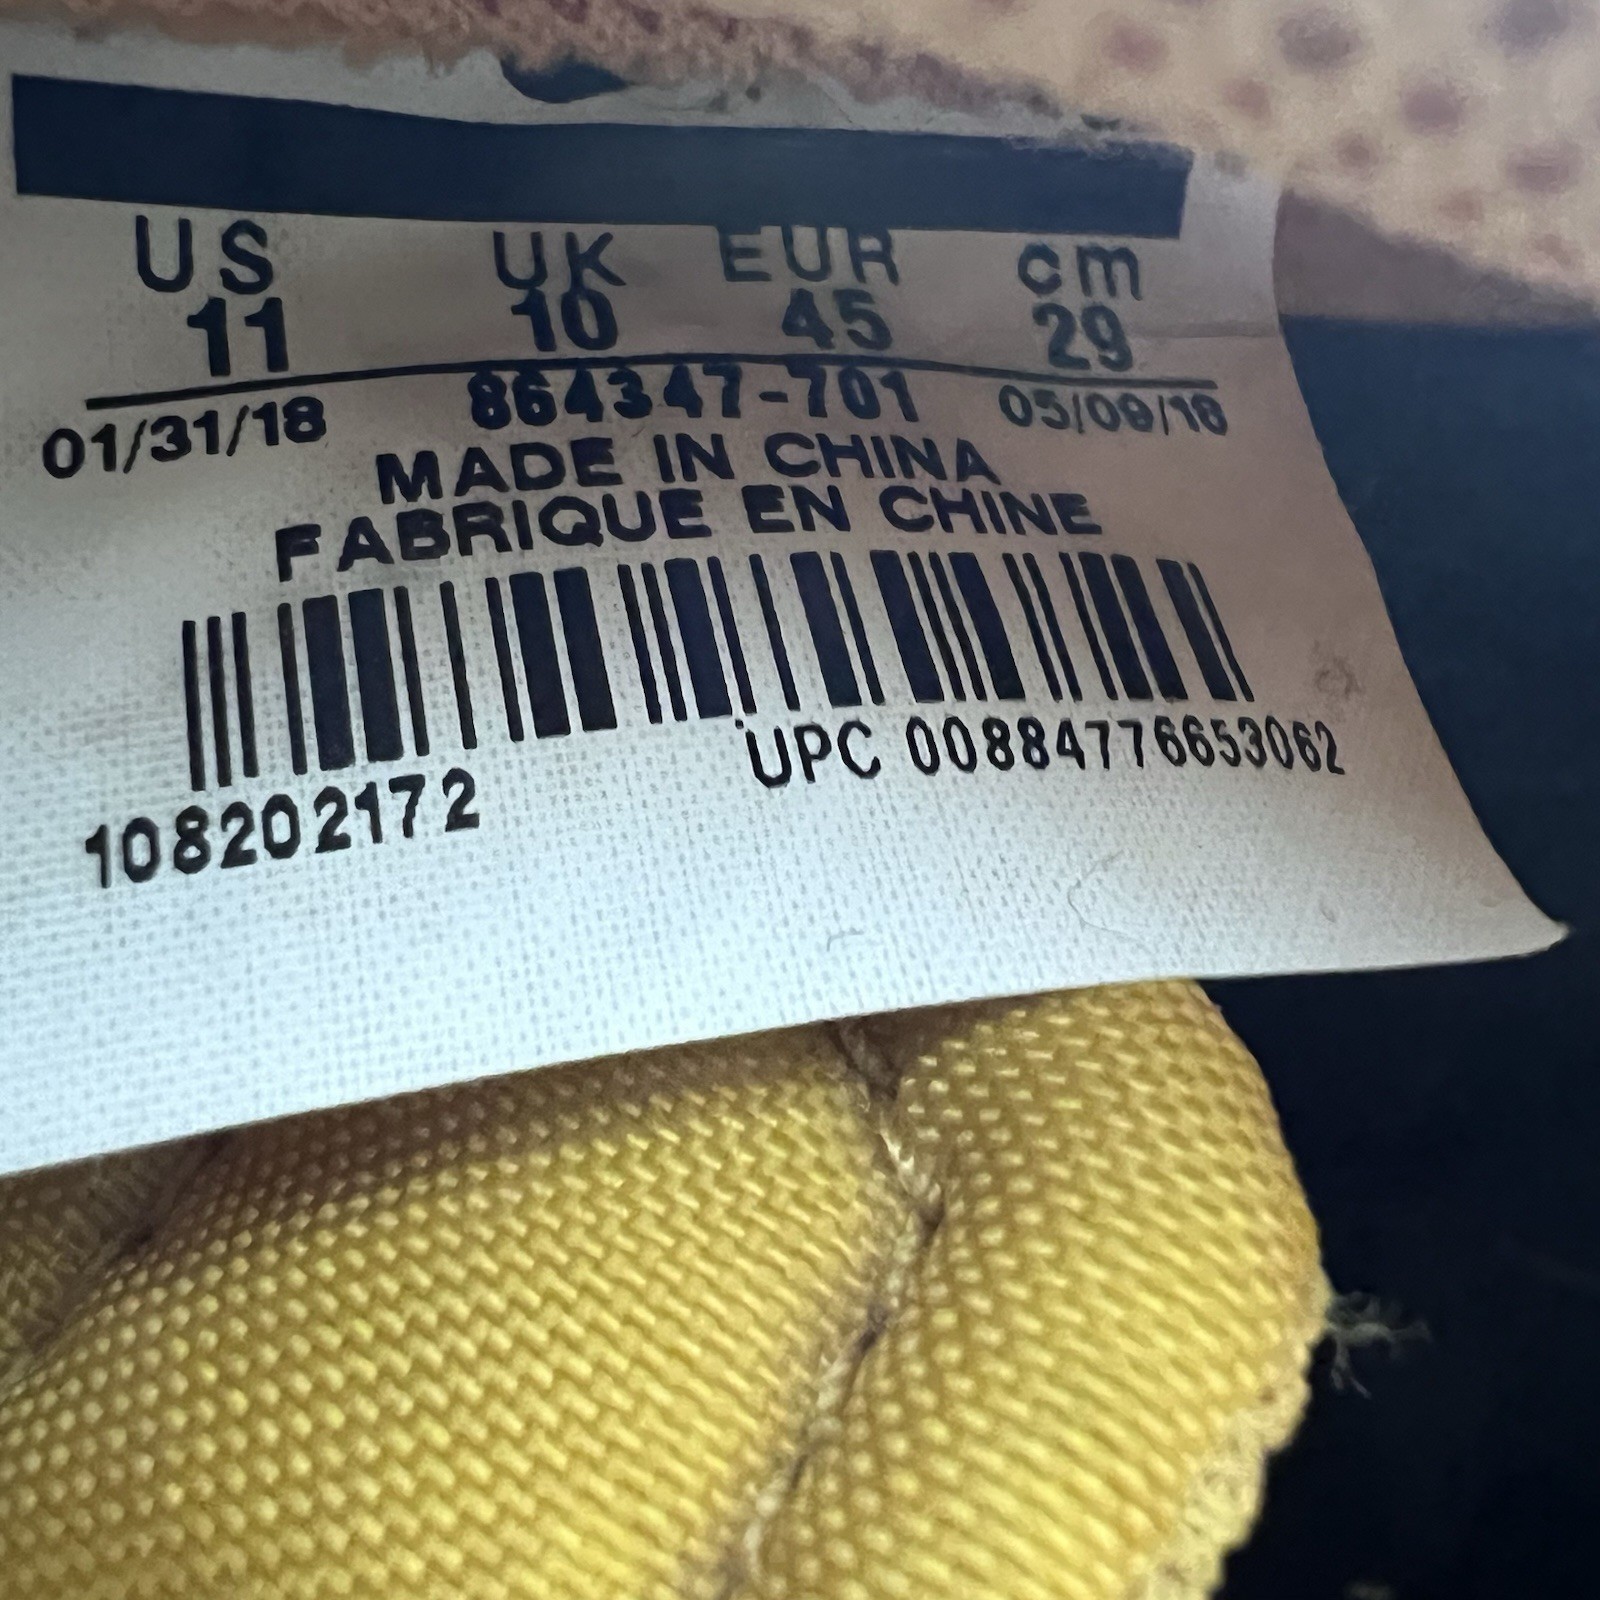 US UK EUR cm
11 10 45 29
01/31/18 864347-701 05/09/18
MADE IN CHINA
FABRIQUE EN CHINE
UPC 00884776653062
108202172